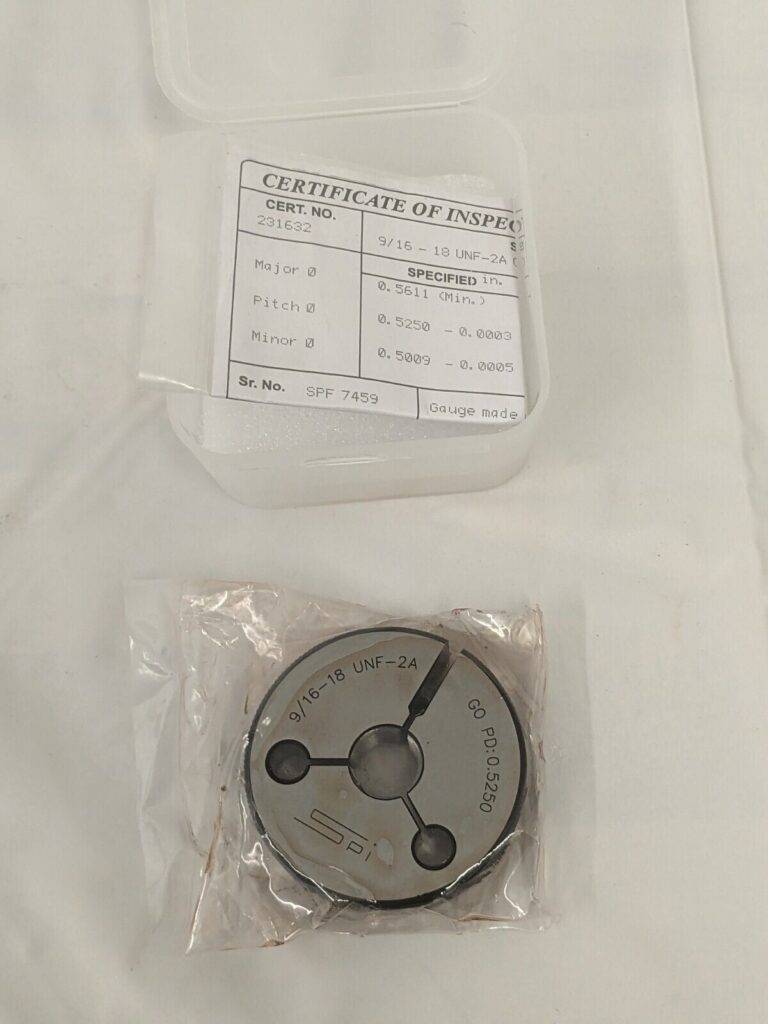 CERTIFICATE OF INSPEC
CERT. NO.
231632
9/16 - 18 UNF-2A
SPECIFIED in.
Major Ø
0.5611 (Min.)
Pitch Ø
0.5250 - 0.0003
Minor Ø
0.5009 - 0.0005
Sr. No. SPF 7459
Gauge made
9/16-18 UNF-2A
GO PD:0.5250
Spi